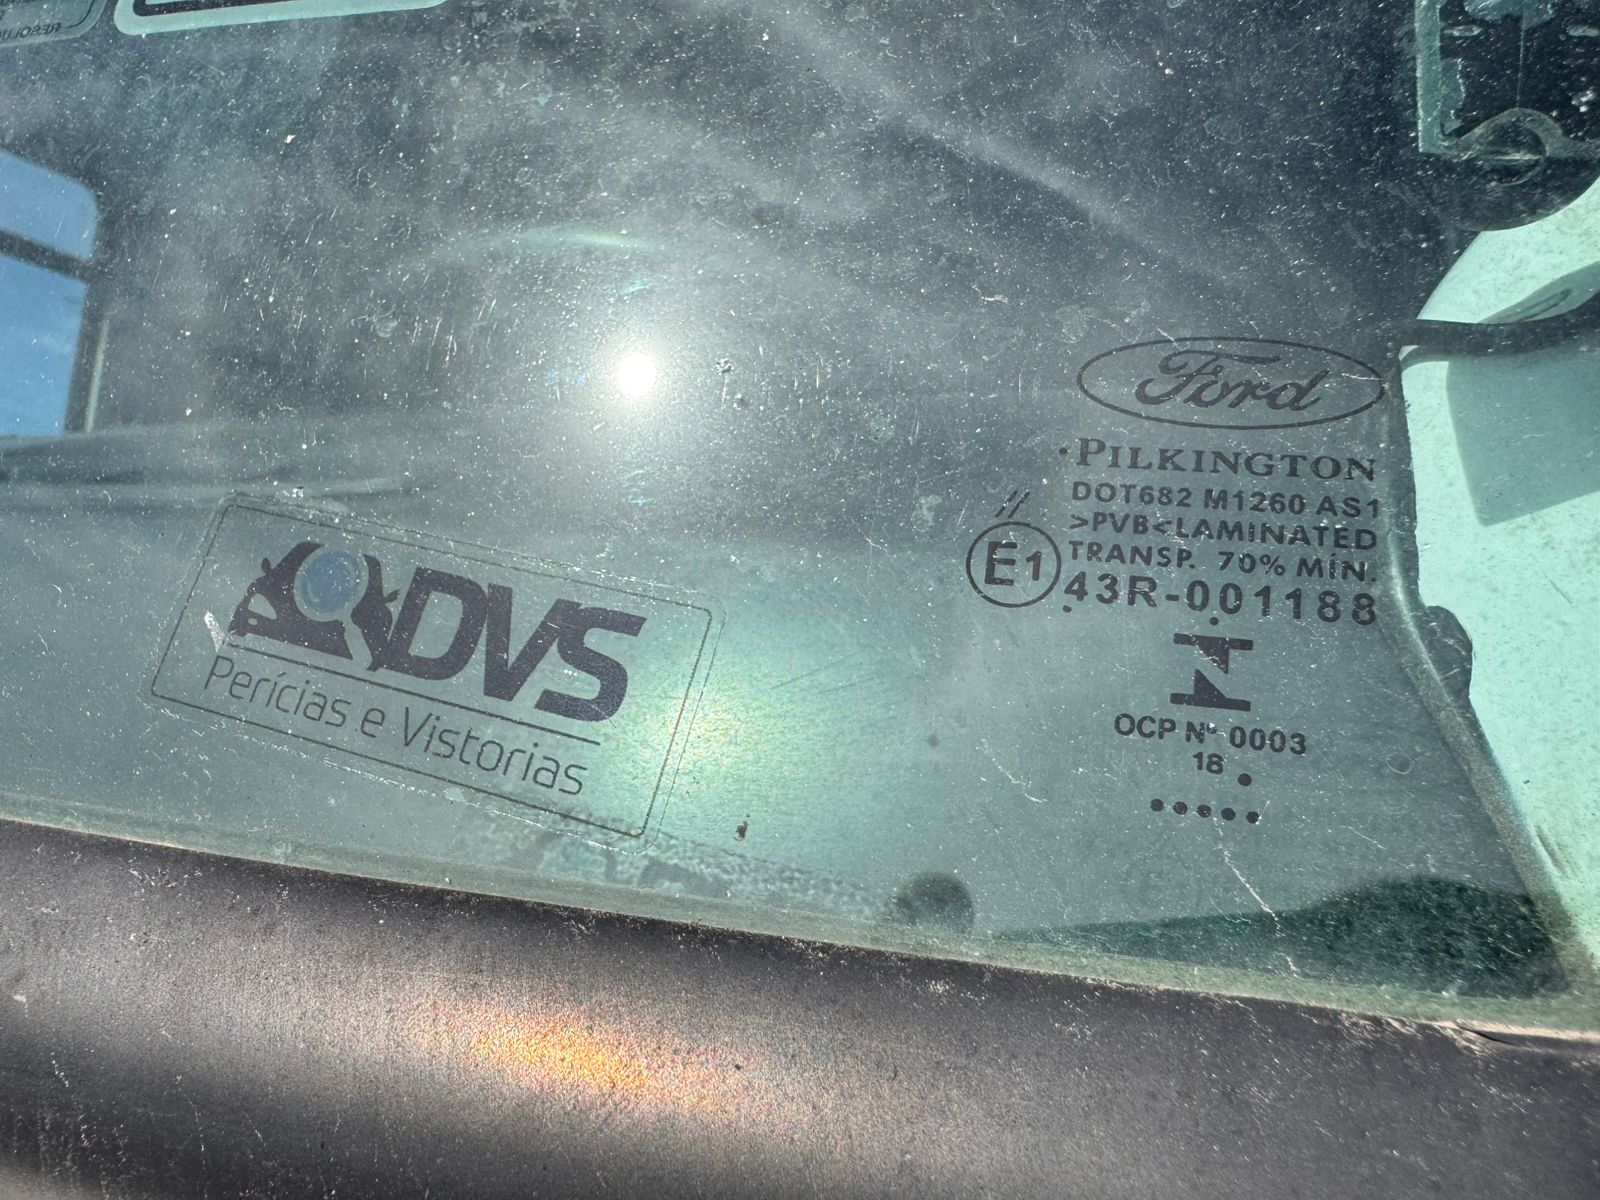 Ford
PILKINGTON
DOT682 M1260 AS1
>PVB<LAMINATED
TRANSP. 70% MÍN.
E1 43R-001188
OCP Nº 0003
18
DVS
Perícias e Vistorias